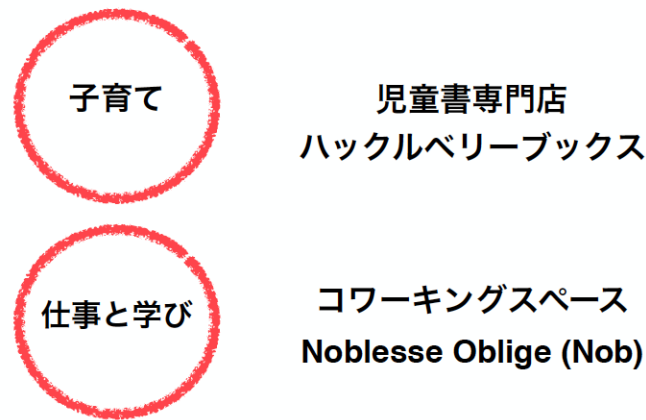 子育て
児童書専門店
ハックルベリーブックス
仕事と学び
コワーキングスペース
Noblesse Oblige (Nob)